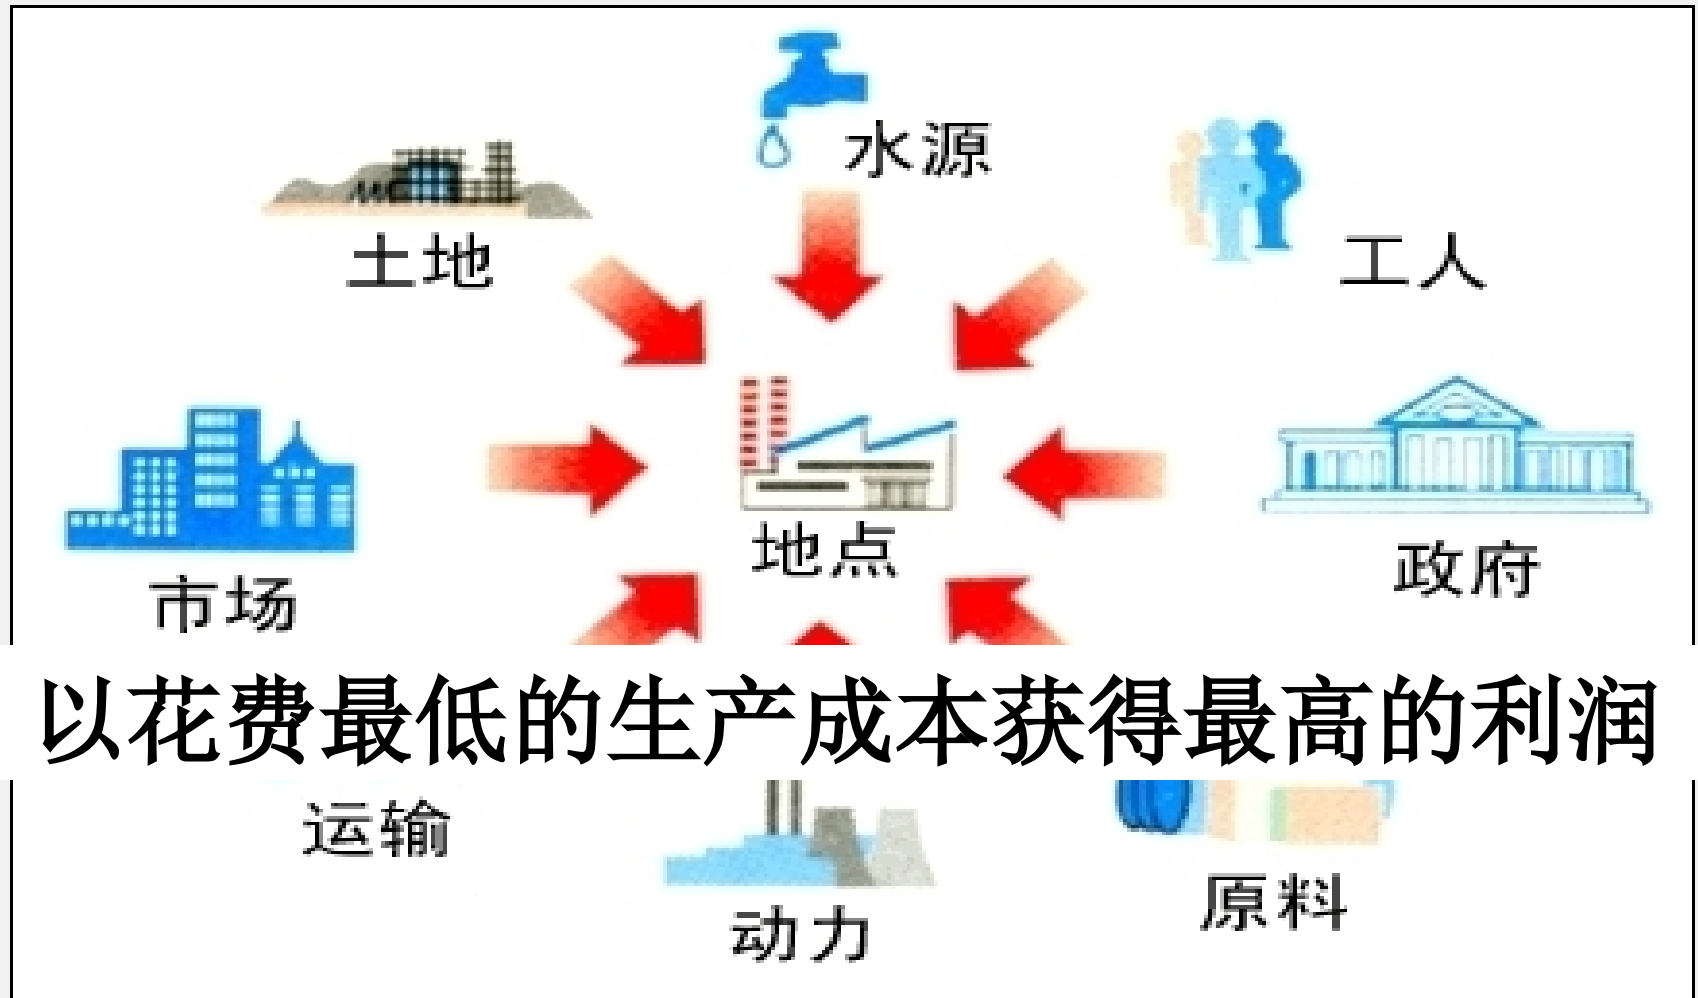 水源
土地
工人
地点
市场
政府
以花费最低的生产成本获得最高的利润
运输
动力
原料